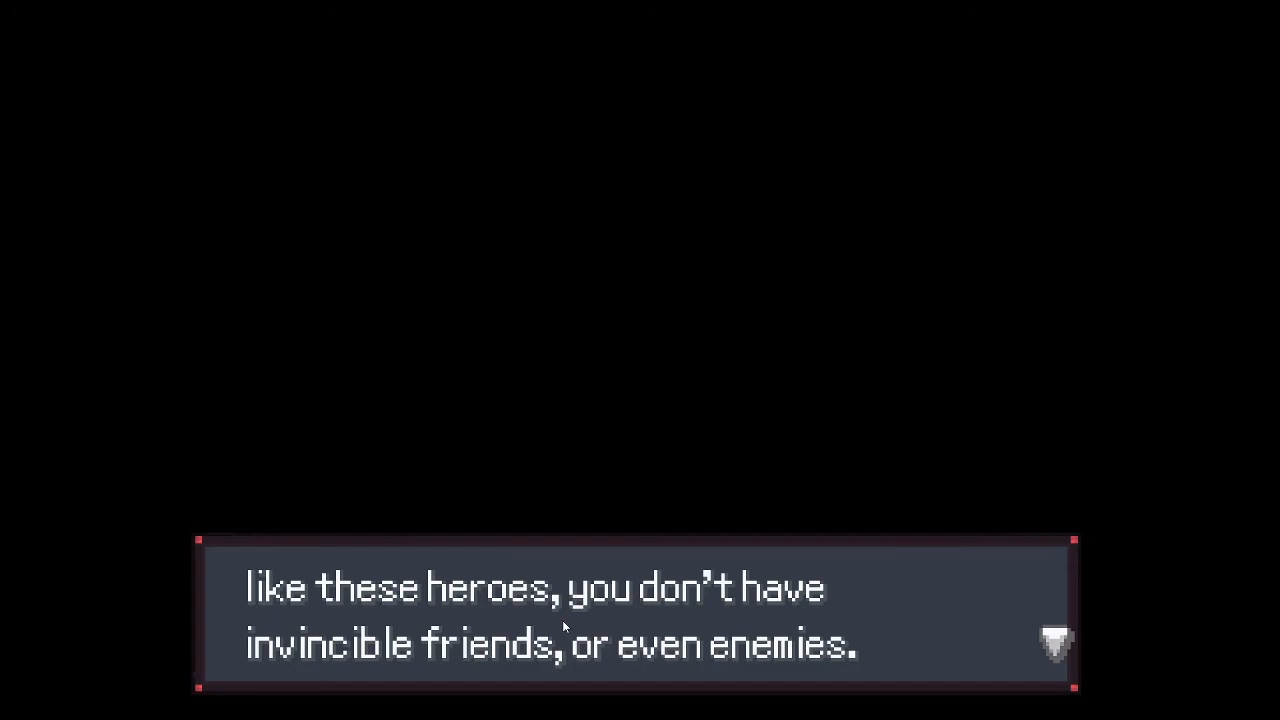 like these heroes, you don't have
invincible friends, or even enemies.